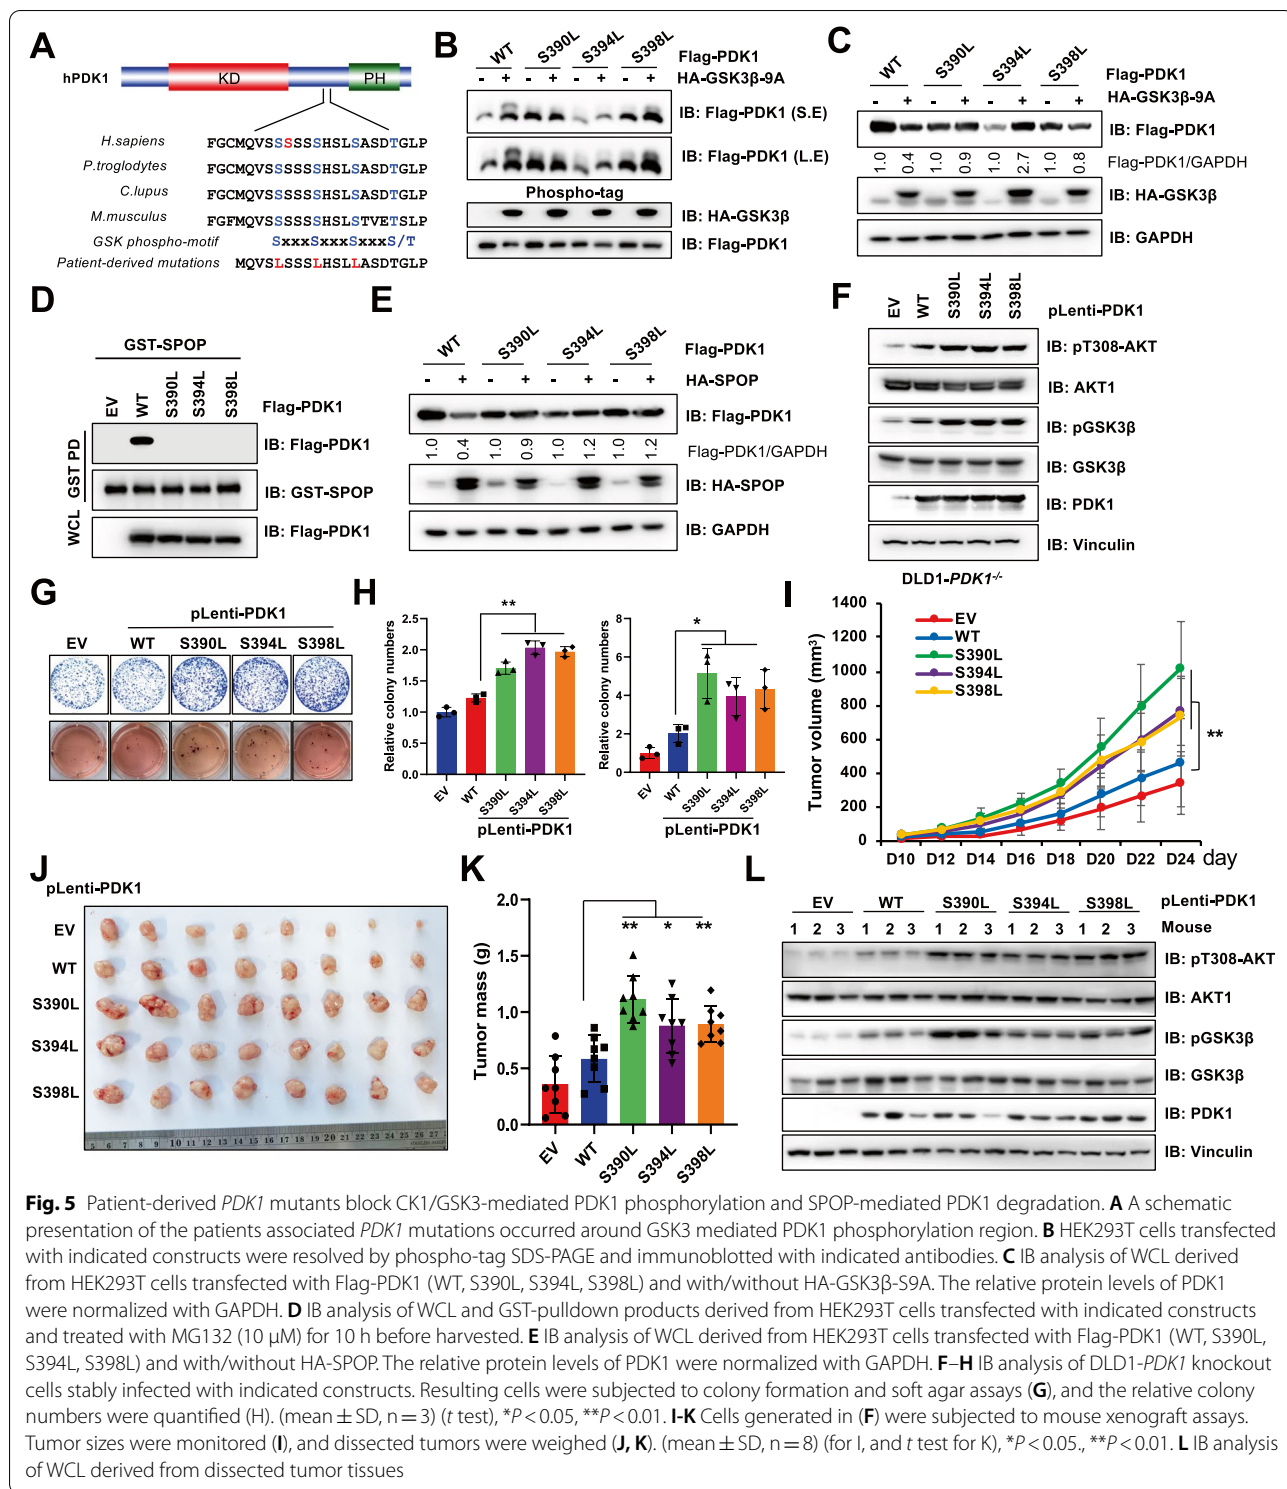 A
hPDK1
KD
PH
H.sapiens FGCMQVSSSSSSHSLSASDTGLP
P.troglodytes FGCMQVSSSSSSHSLSASDTGLP
C.lupus FGCMQVSSSSSSHSLSASDTGLP
M.musculus FGFMQVSSSSSSHSLSTVETSLP
GSK phospho-motif SxxxSxxxSxxxS/T
Patient-derived mutations MQVSLSSSLHSLLASDTGLP
B
WT S390L S394L S398L Flag-PDK1
- + - + - + - + HA-GSK3β-9A
IB: Flag-PDK1 (S.E)
IB: Flag-PDK1 (L.E)
Phospho-tag
IB: HA-GSK3β
IB: Flag-PDK1
C
WT S390L S394L S398L Flag-PDK1
- + - + - + - + HA-GSK3β-9A
IB: Flag-PDK1
1.0 0.4 1.0 0.9 1.0 2.7 1.0 0.8 Flag-PDK1/GAPDH
IB: HA-GSK3β
IB: GAPDH
D
GST-SPOP
EV WT S390L S394L S398L Flag-PDK1
GST PD
IB: Flag-PDK1
IB: GST-SPOP
WCL
IB: Flag-PDK1
E
WT S390L S394L S398L Flag-PDK1
- + - + - + - + HA-SPOP
IB: Flag-PDK1
1.0 0.4 1.0 0.9 1.0 1.2 1.0 1.2 Flag-PDK1/GAPDH
IB: HA-SPOP
IB: GAPDH
F
EV WT S390L S394L S398L pLenti-PDK1
IB: pT308-AKT
IB: AKT1
IB: pGSK3β
IB: GSK3β
IB: PDK1
IB: Vinculin
DLD1-PDK1-/-
G
pLenti-PDK1
EV WT S390L S394L S398L
H
Relative colony numbers
2.5
2.0
1.5
1.0
0.5
0.0
**
EV WT S390L S394L S398L
pLenti-PDK1
Relative colony numbers
8
6
4
2
0
*
EV WT S390L S394L S398L
pLenti-PDK1
I
Tumor volume (mm³)
1400
1200
1000
800
600
400
200
0
EV
WT
S390L
S394L
S398L
**
D10 D12 D14 D16 D18 D20 D22 D24 day
J
pLenti-PDK1
EV
WT
S390L
S394L
S398L
5 6 7 8 9 10 11 12 13 14 15 16 17 18 19 20 21 22 23 24 25 26 27
K
Tumor mass (g)
2.0
1.5
1.0
0.5
0.0
** * **
EV WT S390L S394L S398L
L
EV WT S390L S394L S398L pLenti-PDK1
1 2 3 1 2 3 1 2 3 1 2 3 1 2 3 Mouse
IB: pT308-AKT
IB: AKT1
IB: pGSK3β
IB: GSK3β
IB: PDK1
IB: Vinculin
Fig. 5 Patient-derived PDK1 mutants block CK1/GSK3-mediated PDK1 phosphorylation and SPOP-mediated PDK1 degradation. A A schematic
presentation of the patients associated PDK1 mutations occurred around GSK3 mediated PDK1 phosphorylation region. B HEK293T cells transfected
with indicated constructs were resolved by phospho-tag SDS-PAGE and immunoblotted with indicated antibodies. C IB analysis of WCL derived
from HEK293T cells transfected with Flag-PDK1 (WT, S390L, S394L, S398L) and with/without HA-GSK3β-S9A. The relative protein levels of PDK1
were normalized with GAPDH. D IB analysis of WCL and GST-pulldown products derived from HEK293T cells transfected with indicated constructs
and treated with MG132 (10 μM) for 10 h before harvested. E IB analysis of WCL derived from HEK293T cells transfected with Flag-PDK1 (WT, S390L,
S394L, S398L) and with/without HA-SPOP. The relative protein levels of PDK1 were normalized with GAPDH. F–H IB analysis of DLD1-PDK1 knockout
cells stably infected with indicated constructs. Resulting cells were subjected to colony formation and soft agar assays (G), and the relative colony
numbers were quantified (H). (mean ± SD, n = 3) (t test), *P < 0.05, **P < 0.01. I-K Cells generated in (F) were subjected to mouse xenograft assays.
Tumor sizes were monitored (I), and dissected tumors were weighed (J, K). (mean ± SD, n = 8) (for I, and t test for K), *P < 0.05., **P < 0.01. L IB analysis
of WCL derived from dissected tumor tissues